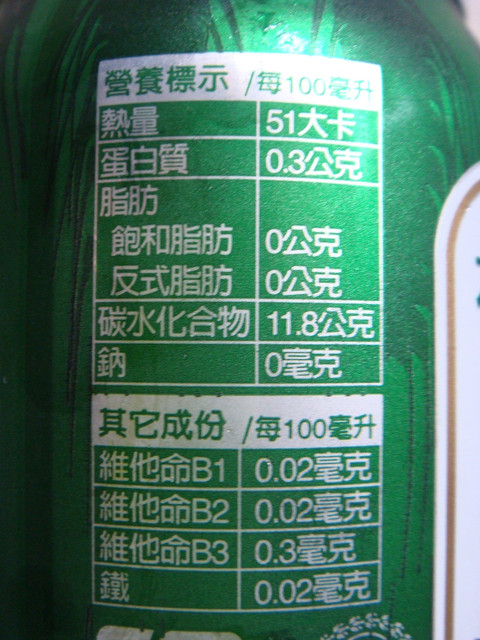 營養標示 /每100毫升
熱量 51大卡
蛋白質 0.3公克
脂肪
飽和脂肪 0公克
反式脂肪 0公克
碳水化合物 11.8公克
鈉 0毫克
其它成份 /每100毫升
維他命B1 0.02毫克
維他命B2 0.02毫克
維他命B3 0.3毫克
鐵 0.02毫克